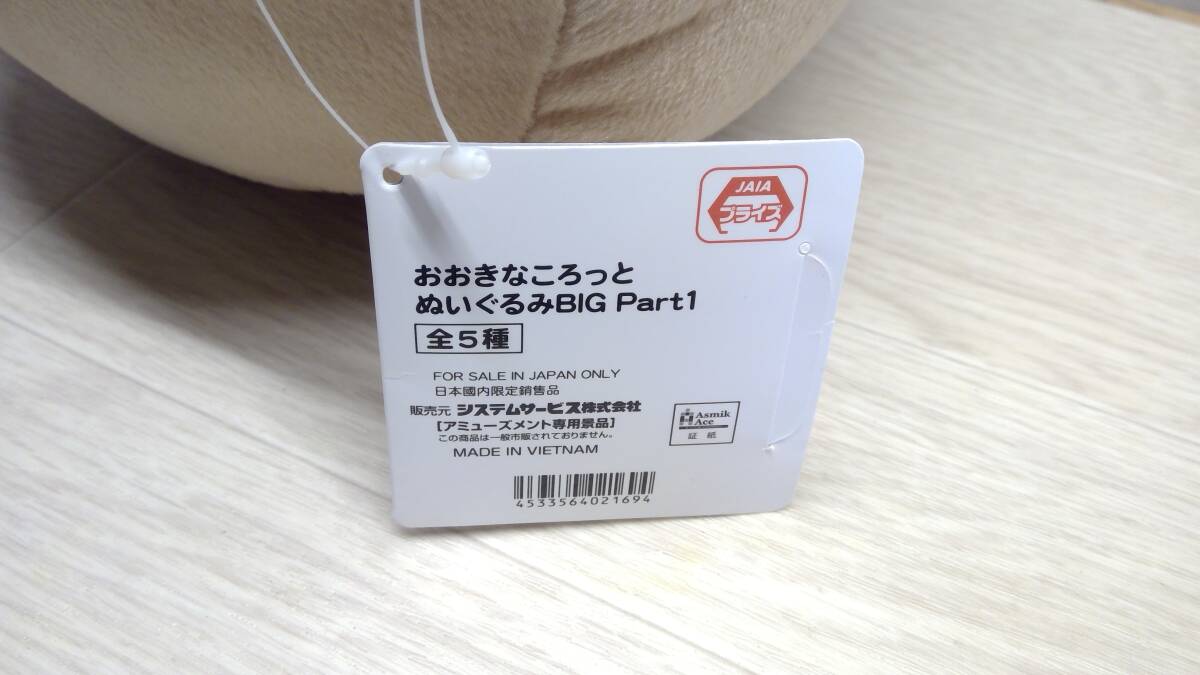 JAIA
プライズ
おおきなころっと
ぬいぐるみBIG Part1
全5種
FOR SALE IN JAPAN ONLY
日本國内限定銷售品
販売元 システムサービス株式会社
[アミューズメント専用景品]
この商品は一般市販されておりません。
MADE IN VIETNAM
Asmik
Ace
証紙
4533564021694